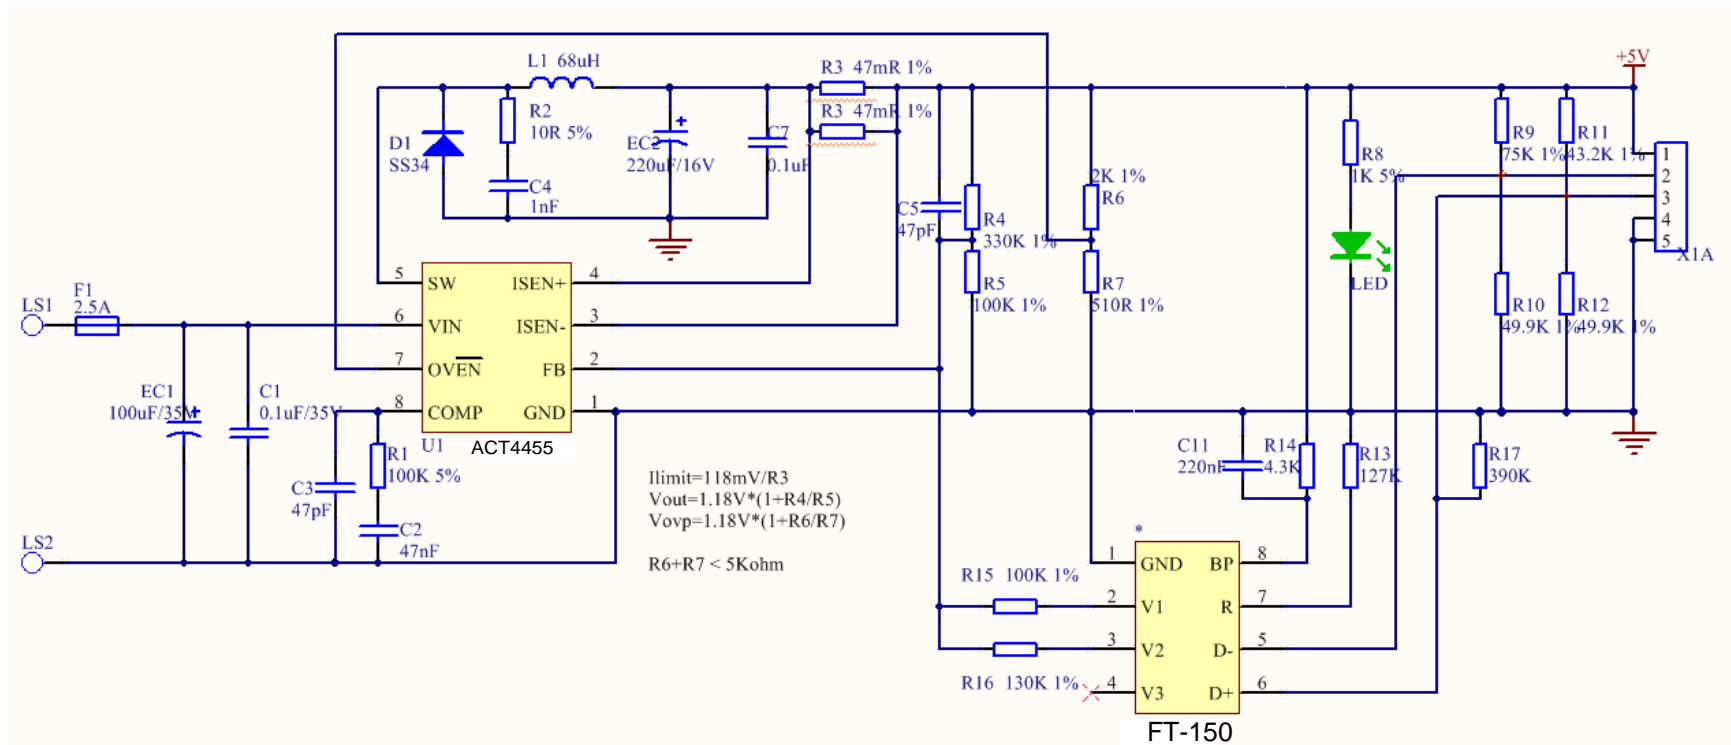 +5V
L1 68uH
R3 47mR 1%
R3 47mR 1%
R2
10R 5%
D1
SS34
C4
1nF
+
EC2
220uF/16V
C7
0.1uF
C5
47pF
R4
330K 1%
R5
100K 1%
2K 1%
R6
R7
510R 1%
R8
1K 5%
LED
R9
75K 1%
R11
43.2K 1%
R10
49.9K 1%
R12
49.9K 1%
1
2
3
4
5
X1A
LS1
F1
2.5A
5 SW ISEN+ 4
6 VIN ISEN- 3
7 OVEN FB 2
8 COMP GND 1
U1
ACT4455
EC1
100uF/35V
+
C1
0.1uF/35V
R1
100K 5%
C3
47pF
C2
47nF
LS2
Ilimit=118mV/R3
Vout=1.18V*(1+R4/R5)
Vovp=1.18V*(1+R6/R7)
R6+R7 < 5Kohm
C11
220nF
R14
4.3K
R13
127K
R17
390K
*
R15 100K 1%
R16 130K 1%
1 GND BP 8
2 V1 R 7
3 V2 D- 5
4 V3 D+ 6
FT-150